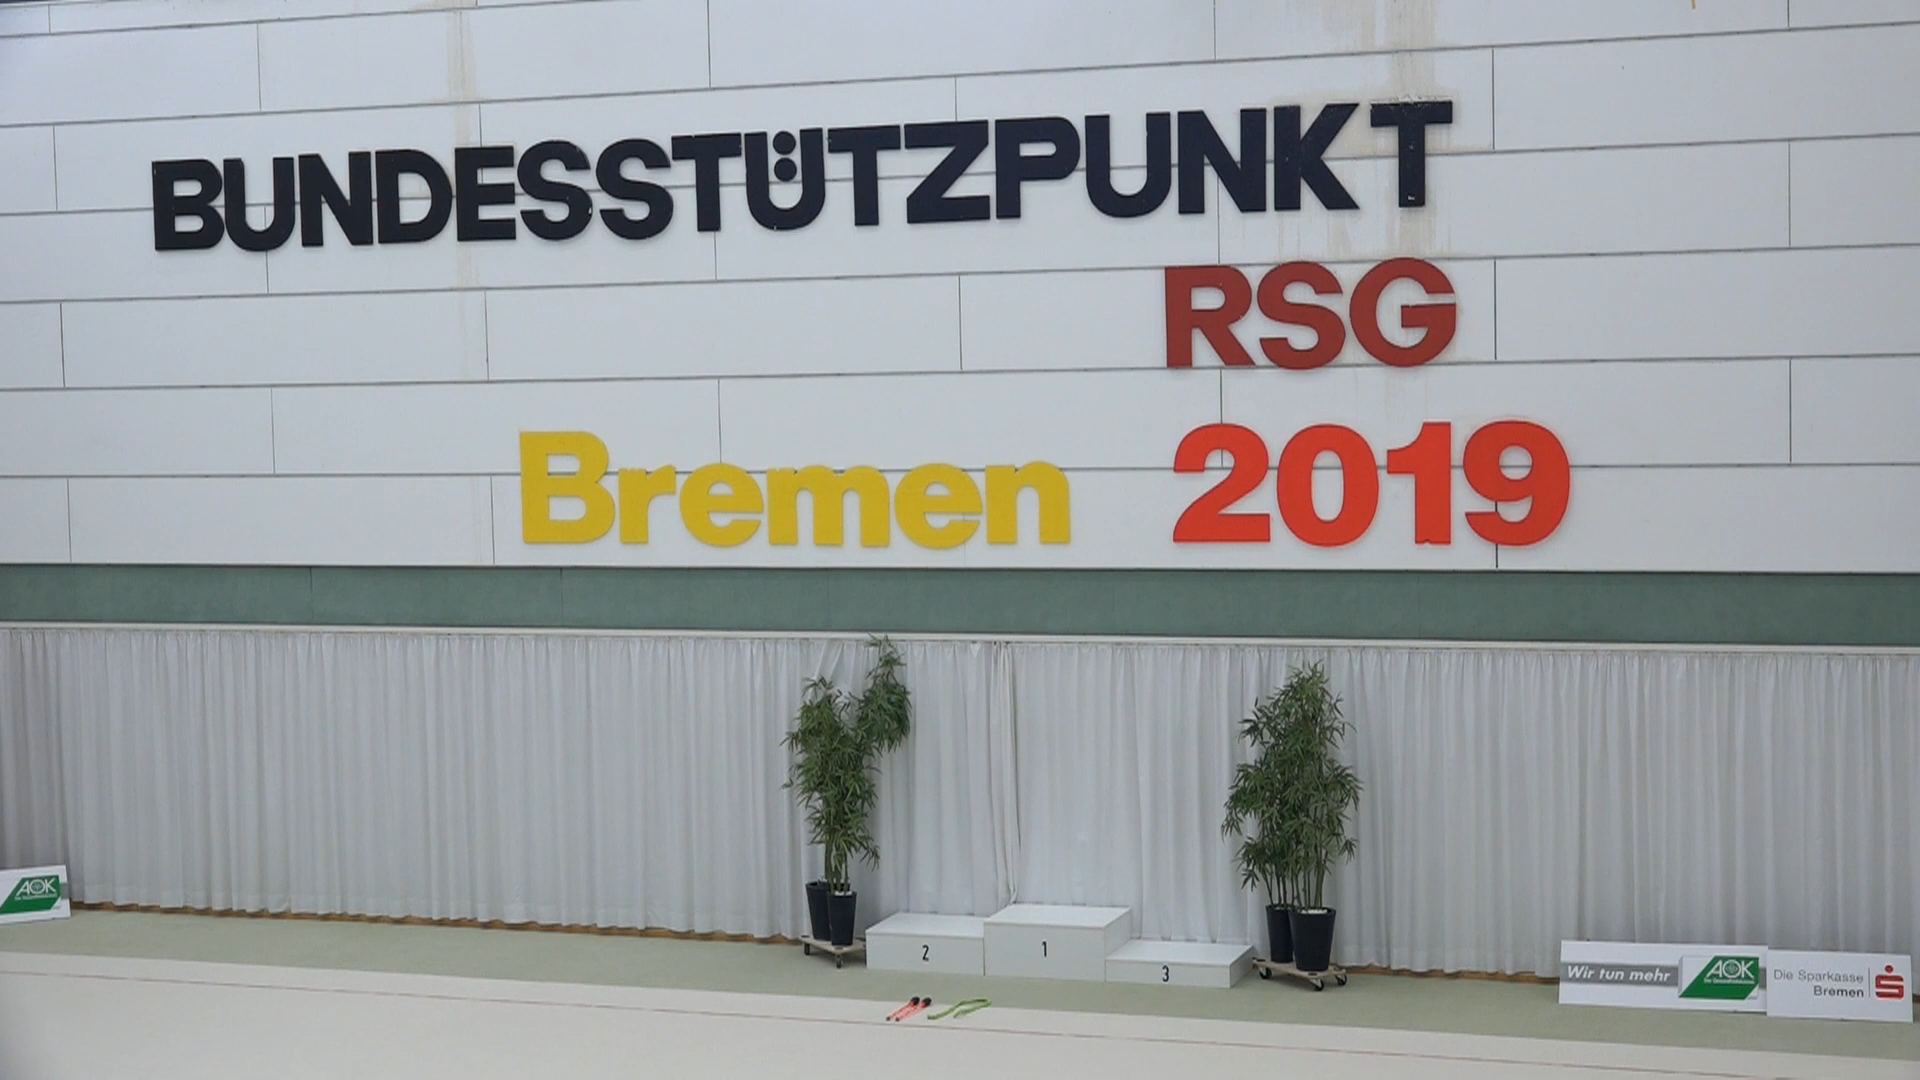 BUNDESSTÜTZPUNKT
RSG
Bremen 2019
AOK
2
1
3
Wir tun mehr
AOK
Die Sparkasse
Bremen